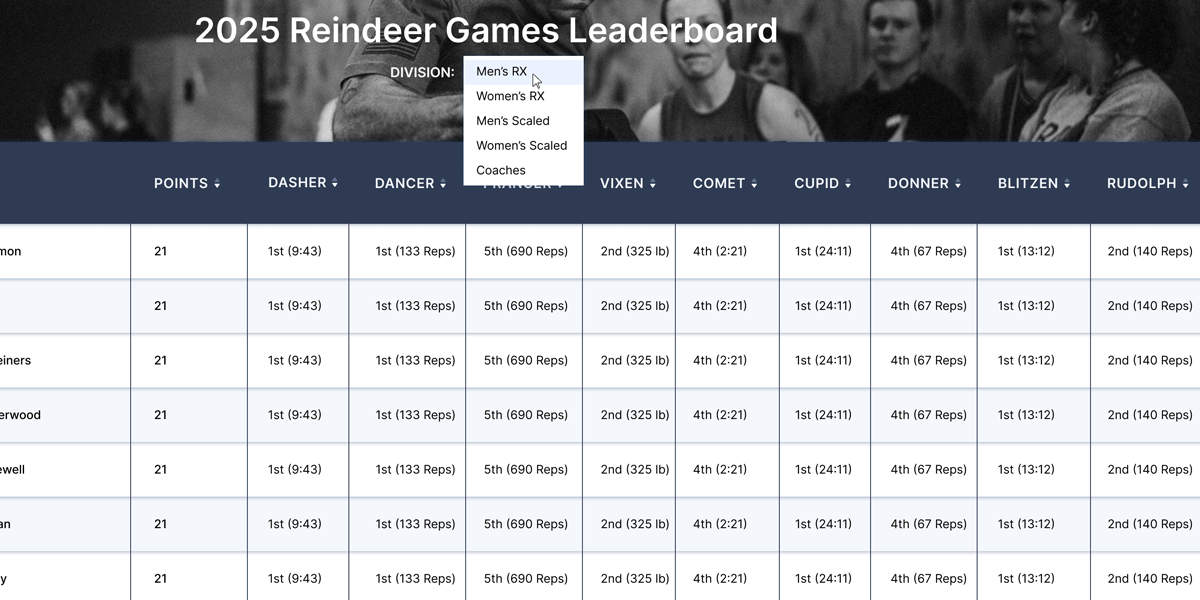 2025 Reindeer Games Leaderboard
DIVISION:
Men's RX
Women's RX
Men's Scaled
Women's Scaled
Coaches
POINTS DASHER DANCER PRANCER VIXEN COMET CUPID DONNER BLITZEN RUDOLPH
mon 21 1st (9:43) 1st (133 Reps) 5th (690 Reps) 2nd (325 lb) 4th (2:21) 1st (24:11) 4th (67 Reps) 1st (13:12) 2nd (140 Reps)
21 1st (9:43) 1st (133 Reps) 5th (690 Reps) 2nd (325 lb) 4th (2:21) 1st (24:11) 4th (67 Reps) 1st (13:12) 2nd (140 Reps)
einers 21 1st (9:43) 1st (133 Reps) 5th (690 Reps) 2nd (325 lb) 4th (2:21) 1st (24:11) 4th (67 Reps) 1st (13:12) 2nd (140 Reps)
erwood 21 1st (9:43) 1st (133 Reps) 5th (690 Reps) 2nd (325 lb) 4th (2:21) 1st (24:11) 4th (67 Reps) 1st (13:12) 2nd (140 Reps)
ewell 21 1st (9:43) 1st (133 Reps) 5th (690 Reps) 2nd (325 lb) 4th (2:21) 1st (24:11) 4th (67 Reps) 1st (13:12) 2nd (140 Reps)
an 21 1st (9:43) 1st (133 Reps) 5th (690 Reps) 2nd (325 lb) 4th (2:21) 1st (24:11) 4th (67 Reps) 1st (13:12) 2nd (140 Reps)
y 21 1st (9:43) 1st (133 Reps) 5th (690 Reps) 2nd (325 lb) 4th (2:21) 1st (24:11) 4th (67 Reps) 1st (13:12) 2nd (140 Reps)